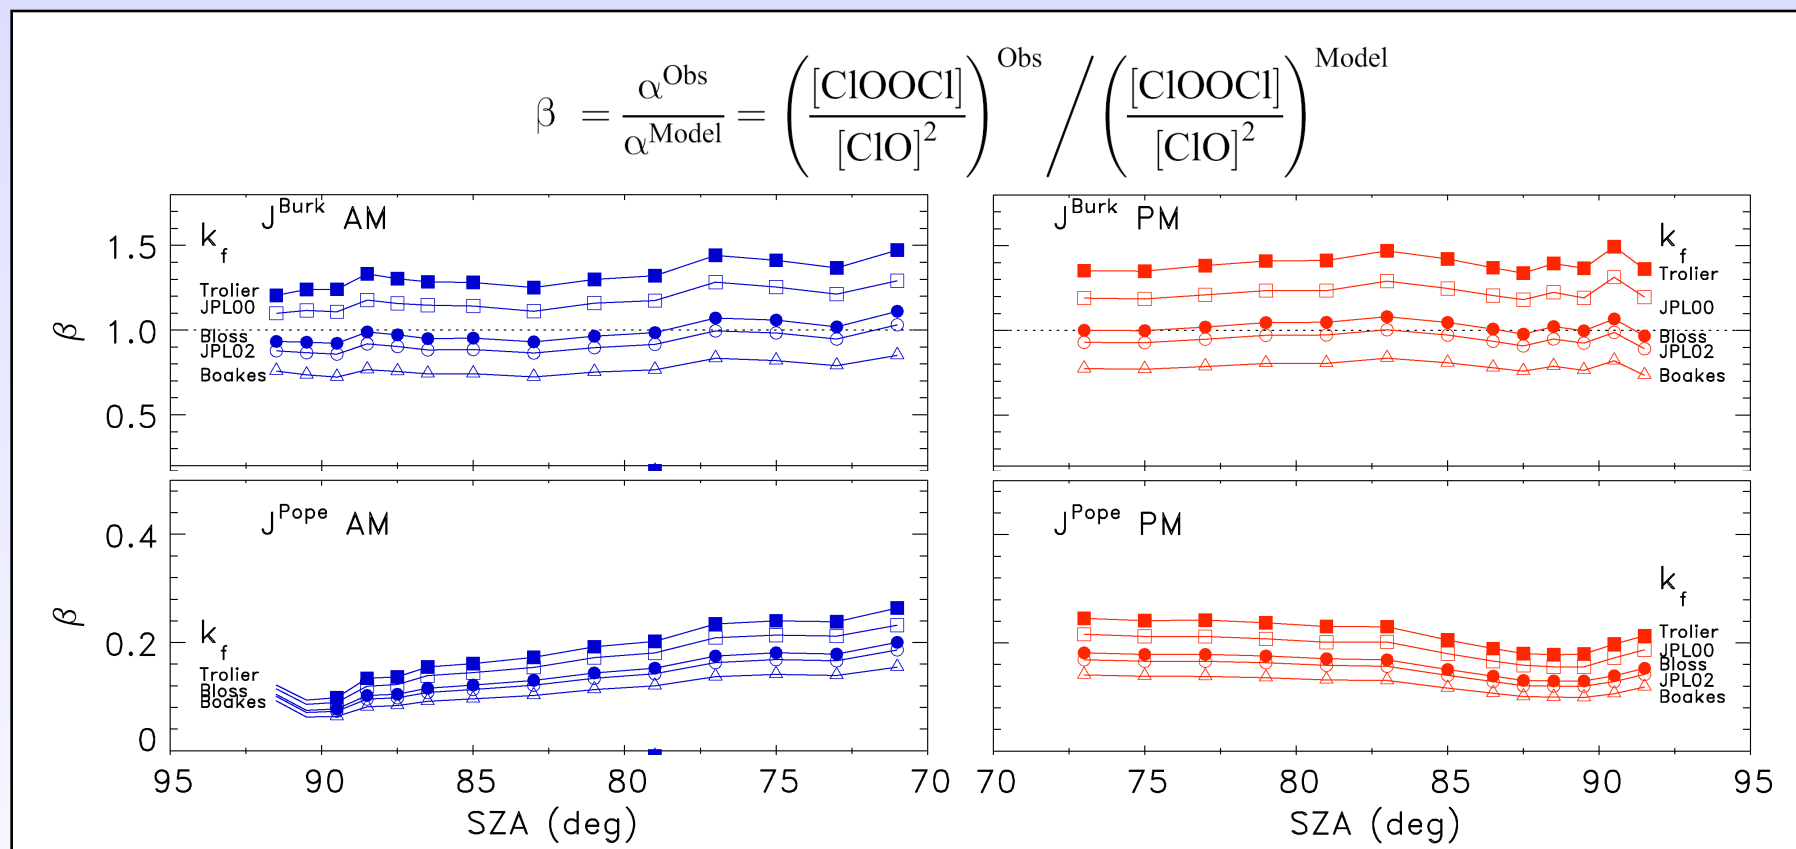 β = α^Obs / α^Model = ([ClOOCl] / [ClO]^2)^Obs / ([ClOOCl] / [ClO]^2)^Model
J^Burk AM
k_f
Trolier
JPL00
Bloss
JPL02
Boakes
β
1.5
1.0
0.5
J^Burk PM
k_f
Trolier
JPL00
Bloss
JPL02
Boakes
J^Pope AM
k_f
Trolier
Bloss
Boakes
β
0.4
0.2
0
95 90 85 80 75 70
SZA (deg)
J^Pope PM
k_f
Trolier
JPL00
Bloss
JPL02
Boakes
70 75 80 85 90 95
SZA (deg)